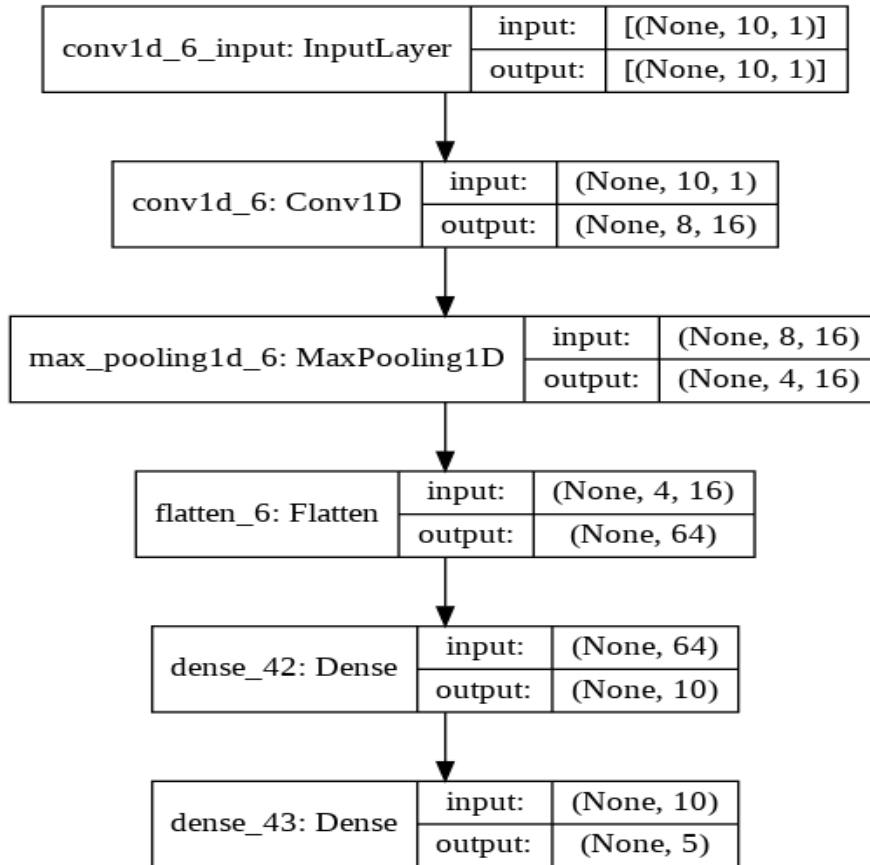 conv1d_6_input: InputLayer
input: [(None, 10, 1)]
output: [(None, 10, 1)]
conv1d_6: Conv1D
input: (None, 10, 1)
output: (None, 8, 16)
max_pooling1d_6: MaxPooling1D
input: (None, 8, 16)
output: (None, 4, 16)
flatten_6: Flatten
input: (None, 4, 16)
output: (None, 64)
dense_42: Dense
input: (None, 64)
output: (None, 10)
dense_43: Dense
input: (None, 10)
output: (None, 5)